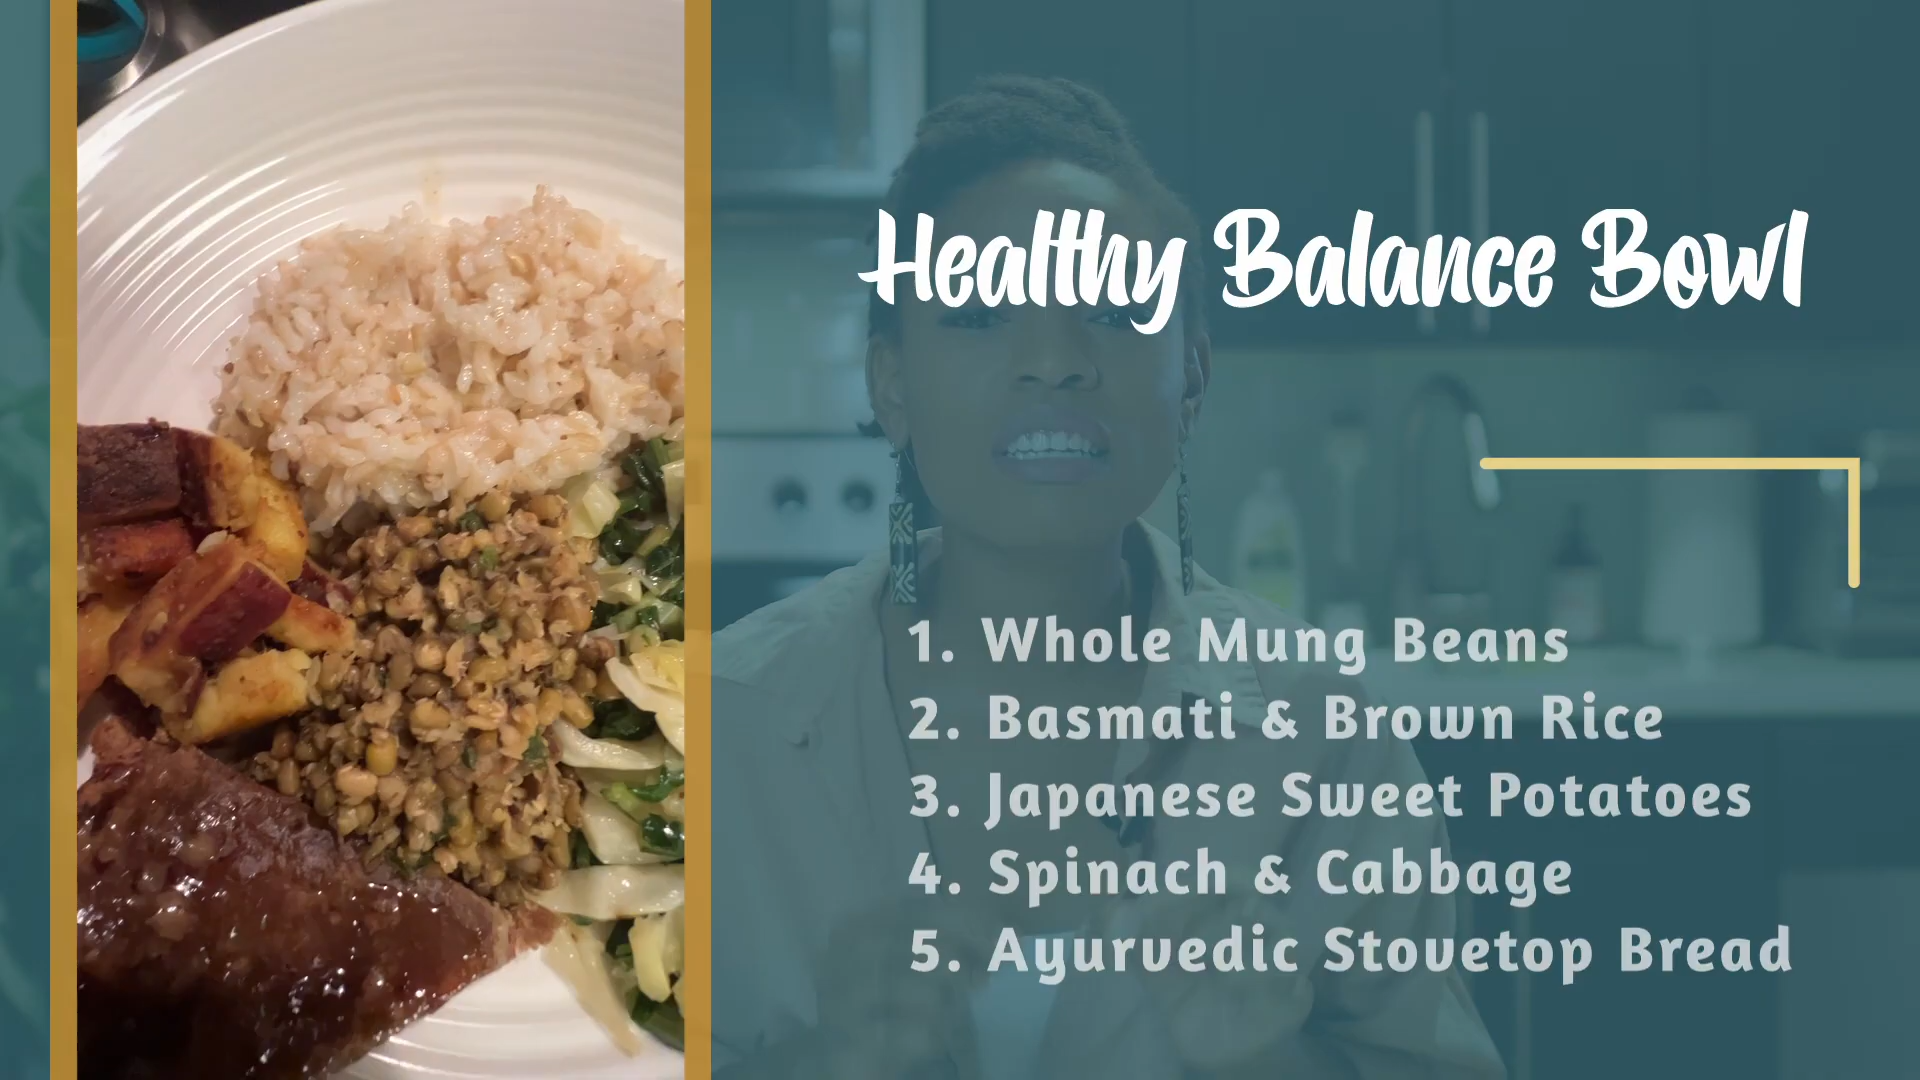 Healthy Balance Bowl
1. Whole Mung Beans
2. Basmati & Brown Rice
3. Japanese Sweet Potatoes
4. Spinach & Cabbage
5. Ayurvedic Stovetop Bread